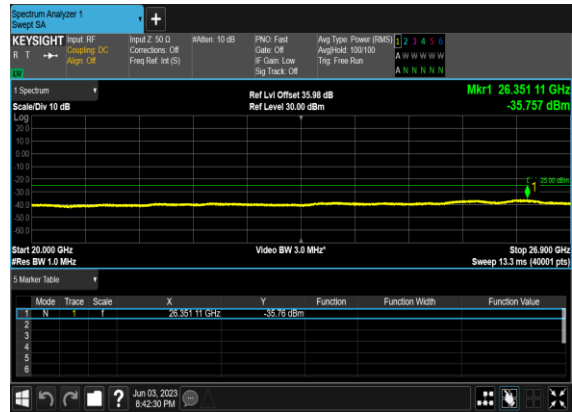 Spectrum Analyzer 1
Swept SA
KEYSIGHT Input: RF Input Z: 50 Ω #Atten: 10 dB PNO: Fast Avg Type: Power (RMS) 1 2 3 4 5 6
R T Coupling: DC Corrections: Off Gate: Off Avg|Hold: 100/100 A W W W W W
Align: Off Freq Ref: Int (S) IF Gain: Low Trig: Free Run
Sig Track: Off A N N N N N
1 Spectrum Ref Lvl Offset 35.98 dB Mkr1 26.351 11 GHz
Scale/Div 10 dB Ref Level 30.00 dBm -35.757 dBm
Log
20.0
10.0
0.00
-10.0
-20.0
-25.00 dBm
1
-30.0
-40.0
-50.0
-60.0
Start 20.000 GHz Video BW 3.0 MHz* Stop 26.900 GHz
#Res BW 1.0 MHz Sweep 13.3 ms (40001 pts)
5 Marker Table
Mode Trace Scale X Y Function Function Width Function Value
1 N 1 f 26.351 11 GHz -35.76 dBm
2
3
4
5
6
? Jun 03, 2023
8:42:30 PM